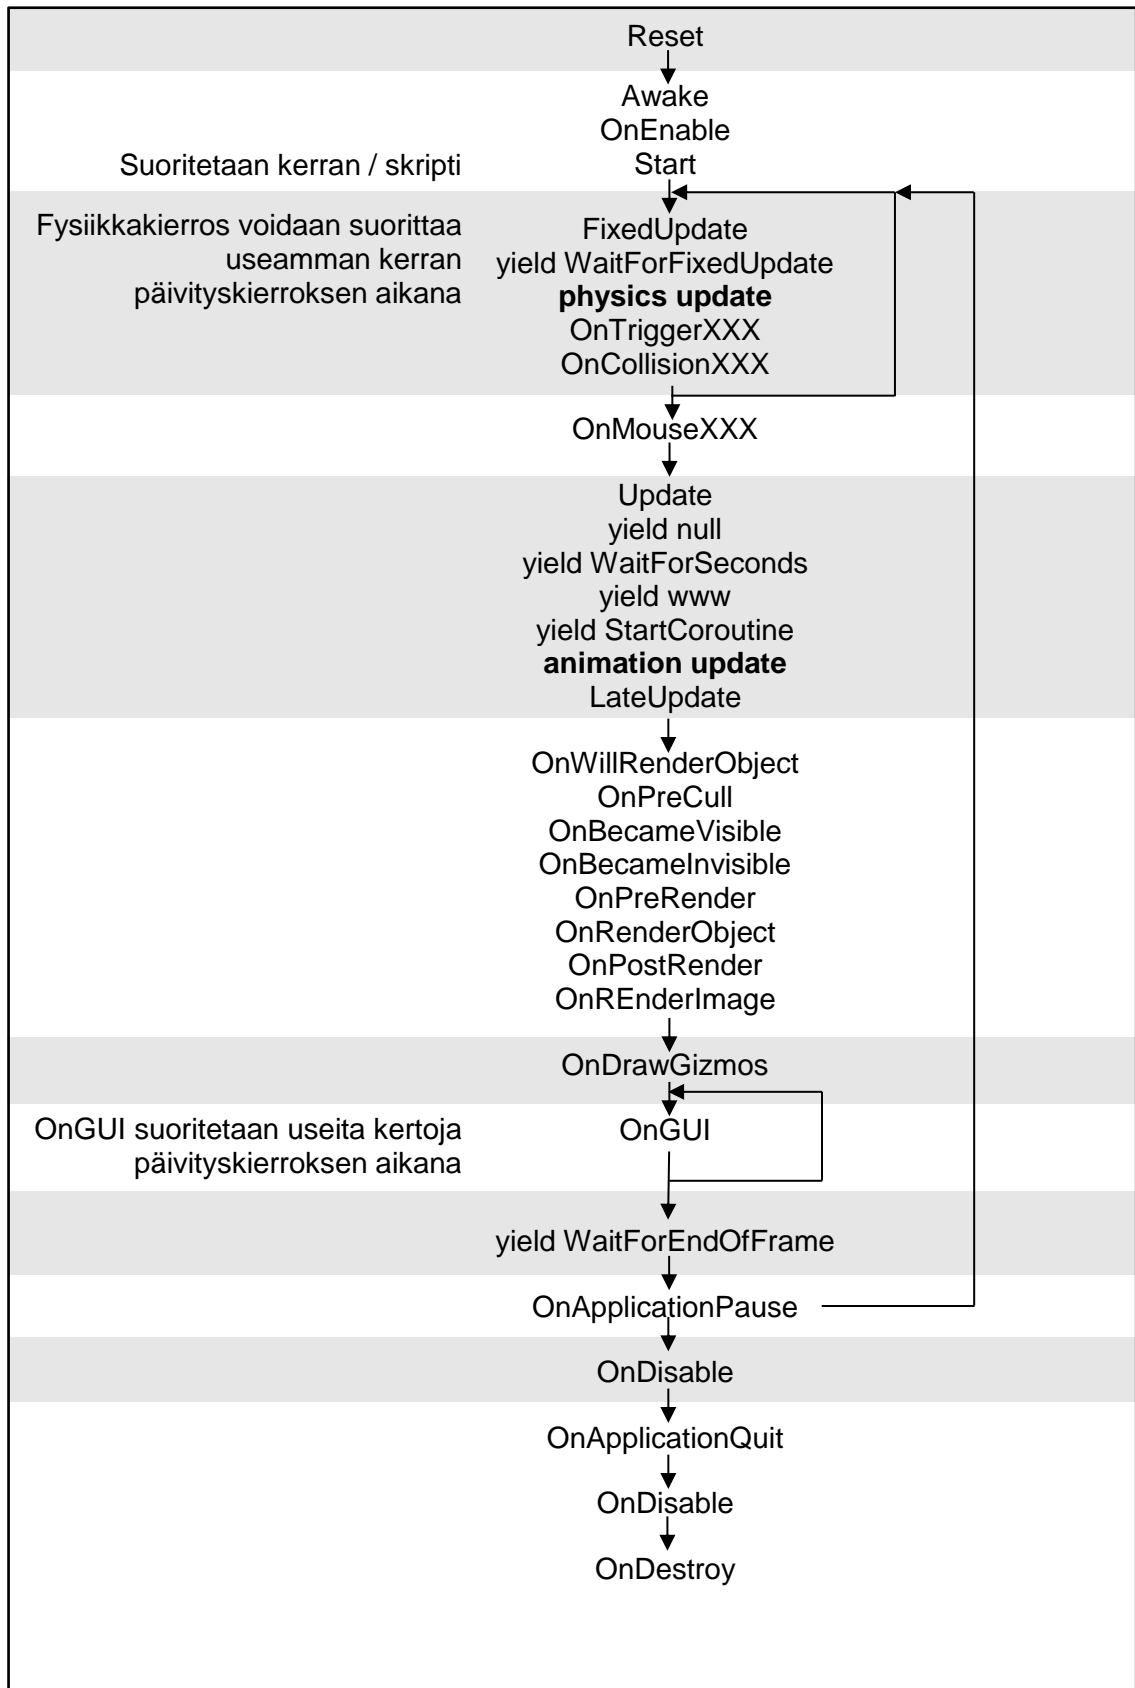 Reset
Awake
OnEnable
Suoritetaan kerran / skripti
Start
Fysiikkakierros voidaan suorittaa
useamman kerran
päivityskierroksen aikana
FixedUpdate
yield WaitForFixedUpdate
physics update
OnTriggerXXX
OnCollisionXXX
OnMouseXXX
Update
yield null
yield WaitForSeconds
yield www
yield StartCoroutine
animation update
LateUpdate
OnWillRenderObject
OnPreCull
OnBecameVisible
OnBecameInvisible
OnPreRender
OnRenderObject
OnPostRender
OnREnderImage
OnDrawGizmos
OnGUI suoritetaan useita kertoja
päivityskierroksen aikana
OnGUI
yield WaitForEndOfFrame
OnApplicationPause
OnDisable
OnApplicationQuit
OnDisable
OnDestroy